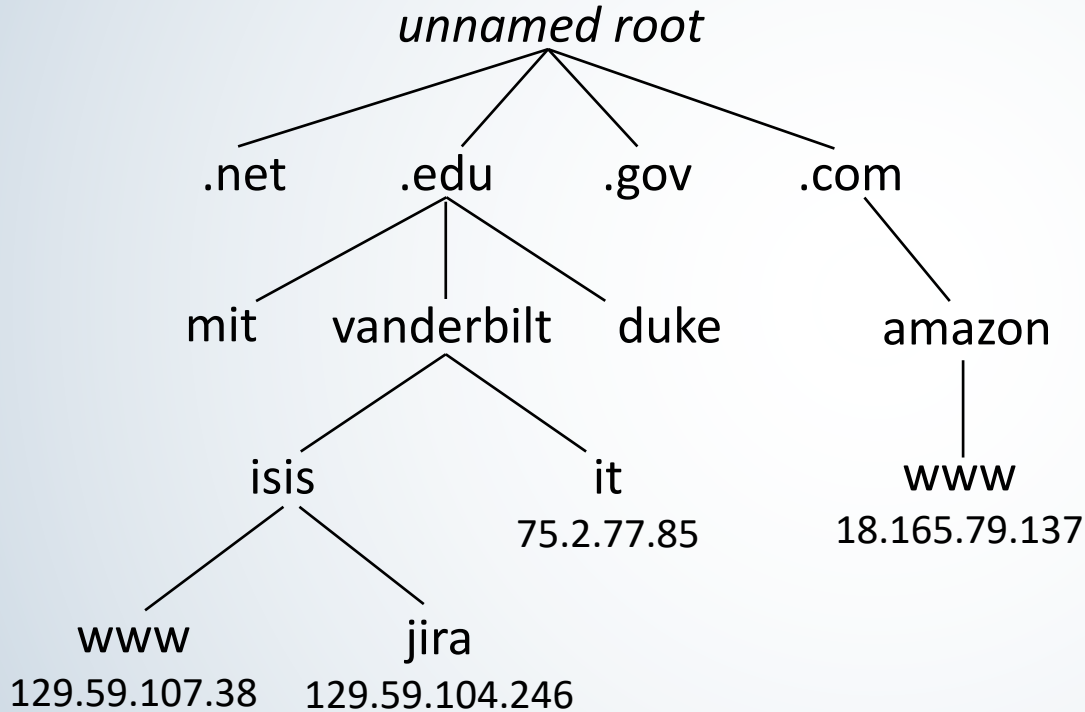 unnamed root
.net .edu .gov .com
mit vanderbilt duke amazon
isis it www
75.2.77.85 18.165.79.137
www jira
129.59.107.38 129.59.104.246